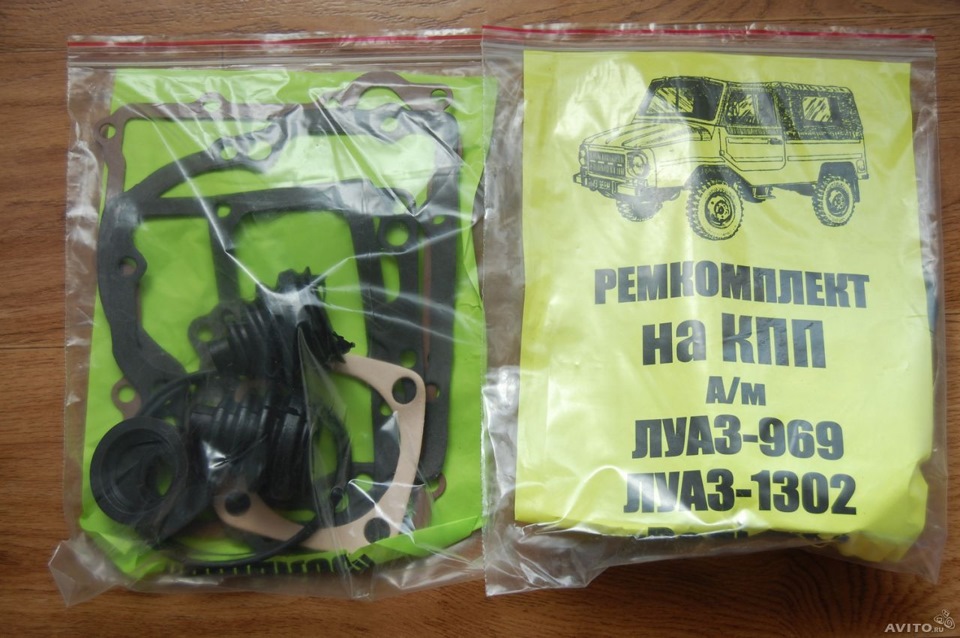 РЕМКОМПЛЕКТ
на КПП
А/м
ЛУАЗ-969
ЛУАЗ-1302
AVITO.RU